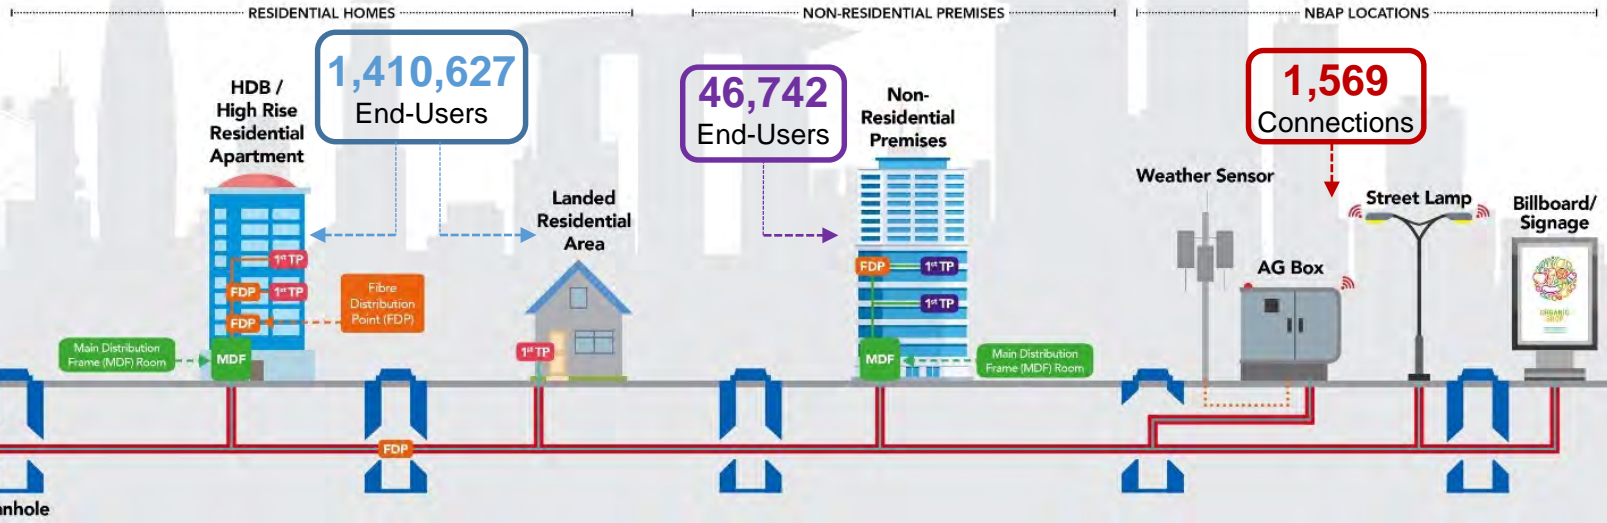 RESIDENTIAL HOMES
NON-RESIDENTIAL PREMISES
NBAP LOCATIONS
1,410,627
End-Users
46,742
End-Users
1,569
Connections
HDB /
High Rise
Residential
Apartment
Landed
Residential
Area
Non-
Residential
Premises
Weather Sensor
AG Box
Street Lamp
Billboard/
Signage
1st TP
FDP
1st TP
FDP
Fibre
Distribution
Point (FDP)
Main Distribution
Frame (MDF) Room
MDF
1st TP
FDP
1st TP
1st TP
MDF
Main Distribution
Frame (MDF) Room
ORGANIC
FDP
anhole